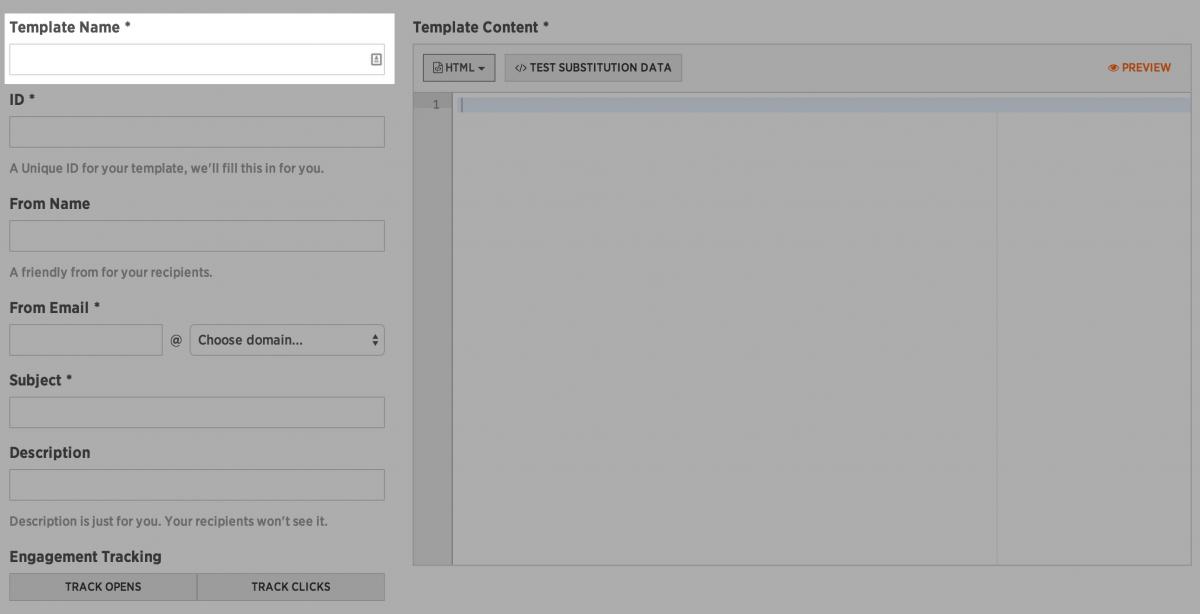 Template Name *
ID *
A Unique ID for your template, we'll fill this in for you.
From Name
A friendly from for your recipients.
From Email *
@ Choose domain...
Subject *
Description
Description is just for you. Your recipients won't see it.
Engagement Tracking
TRACK OPENS TRACK CLICKS
Template Content *
HTML </> TEST SUBSTITUTION DATA PREVIEW
1